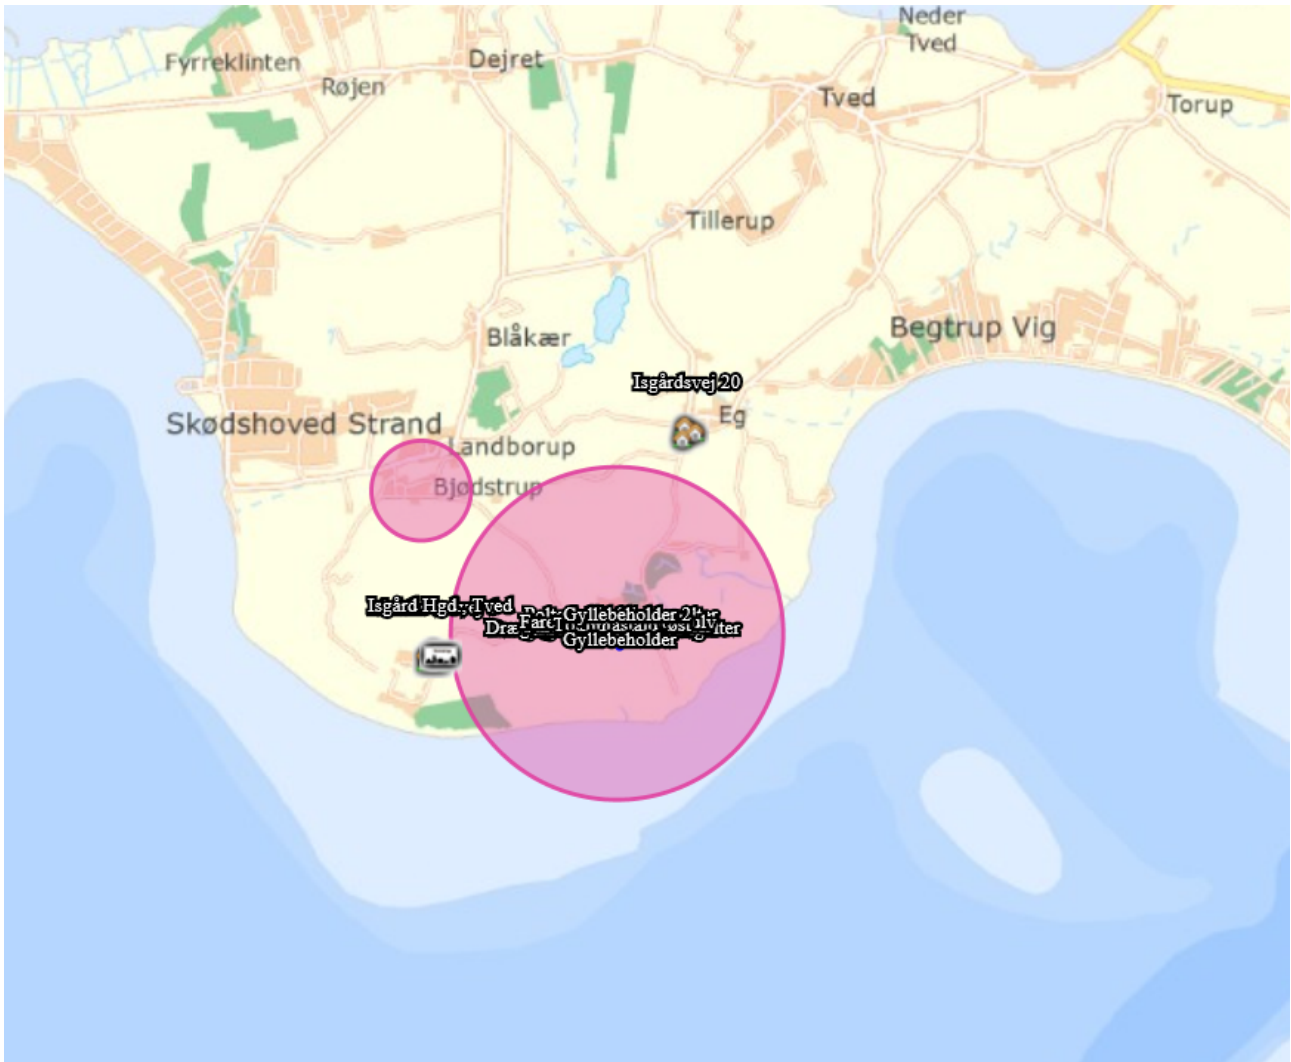 Neder
Tved
Fyrreklinten
Dejret
Røjen
Tved
Torup
Tillerup
Begtrup Vig
Blåkær
Isgårdsvej 20
Eg
Skødshoved Strand
Landborup
Bjødstrup
Isgård Hgd., Tved
Gyllebeholder 2
Gyllebeholder